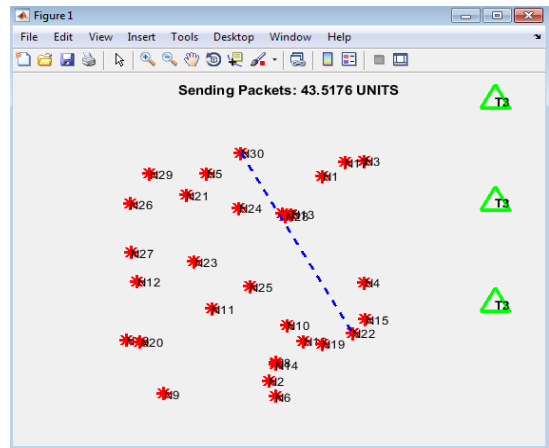 Figure 1
File Edit View Insert Tools Desktop Window Help
Sending Packets: 43.5176 UNITS
T3
N30
N3
N29
N5
N1
N21
N26
N24
T3
N27
N23
N12
N25
N4
T3
N11
N15
N10
N22
N20
N19
N14
N2
N9
N6